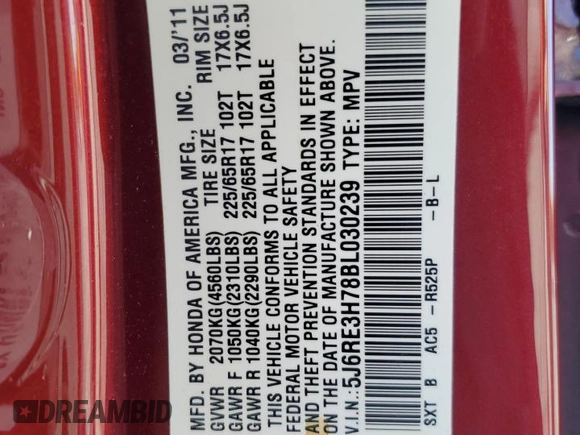 MFD. BY HONDA OF AMERICA MFG., INC. 03/'11
GVWR 2070KG(4560LBS) TIRE SIZE RIM SIZE
GAWR F 1050KG(2310LBS) 225/65R17 102T 17X6.5J
GAWR R 1040KG(2290LBS) 225/65R17 102T 17X6.5J
THIS VEHICLE CONFORMS TO ALL APPLICABLE
FEDERAL MOTOR VEHICLE SAFETY
AND THEFT PREVENTION STANDARDS IN EFFECT
ON THE DATE OF MANUFACTURE SHOWN ABOVE.
V.I.N.: 5J6RE3H78BL030239 TYPE: MPV
SXT B AC5 -R525P -B-L
DREAMBID